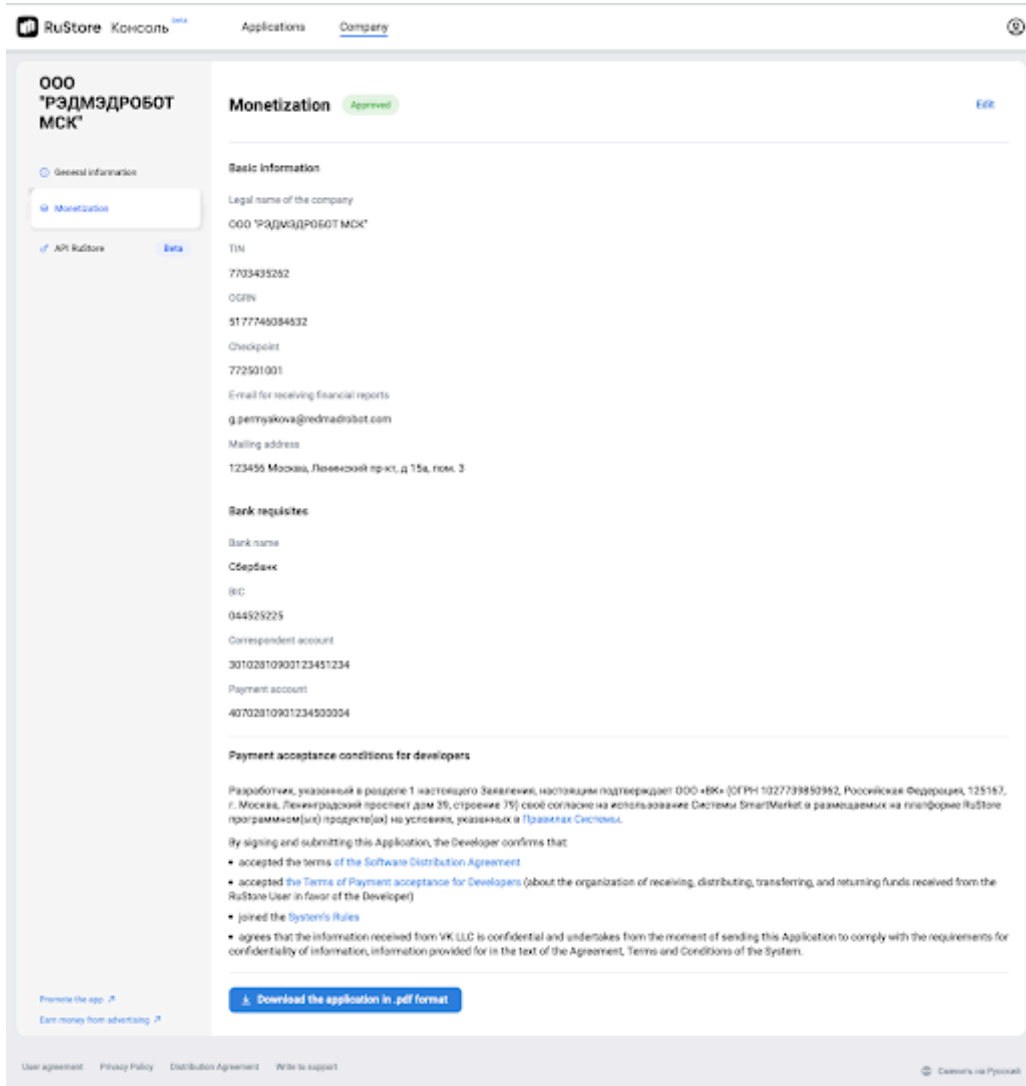 RuStore Консоль beta
Applications
Company
ООО
"РЭДМЭДРОБОТ
МСК"
General information
Monetization
API RuStore
Beta
Monetization
Approved
Edit
Basic information
Legal name of the company
ООО "РЭДМЭДРОБОТ МСК"
TIN
7703435262
OGRN
5177746084632
Checkpoint
772501001
E-mail for receiving financial reports
g.permyakova@redmadrobot.com
Mailing address
123456 Москва, Ленинский пр-кт, д 15а, пом. 3
Bank requisites
Bank name
Сбербанк
BIC
044525225
Correspondent account
30102810900123451234
Payment account
40702810901234500004
Payment acceptance conditions for developers
Разработчик, указанный в разделе 1 настоящего Заявления, настоящим подтверждает ООО «ВК» (ОГРН 1027739850962, Российская Федерация, 125167,
г. Москва, Ленинградский проспект дом 39, строение 79) своё согласие на использование Системы SmartMarket в размещаемых на платформе RuStore
программном(ых) продукте(ах) на условиях, указанных в Правилах Системы.
By signing and submitting this Application, the Developer confirms that:
• accepted the terms of the Software Distribution Agreement
• accepted the Terms of Payment acceptance for Developers (about the organization of receiving, distributing, transferring, and returning funds received from the
RuStore User in favor of the Developer)
• joined the System's Rules
• agrees that the information received from VK LLC is confidential and undertakes from the moment of sending this Application to comply with the requirements for
confidentiality of information, information provided for in the text of the Agreement, Terms and Conditions of the System.
Download the application in .pdf format
Promote the app
Earn money from advertising
User agreement
Privacy Policy
Distribution Agreement
Write to support
Сменить на Русский